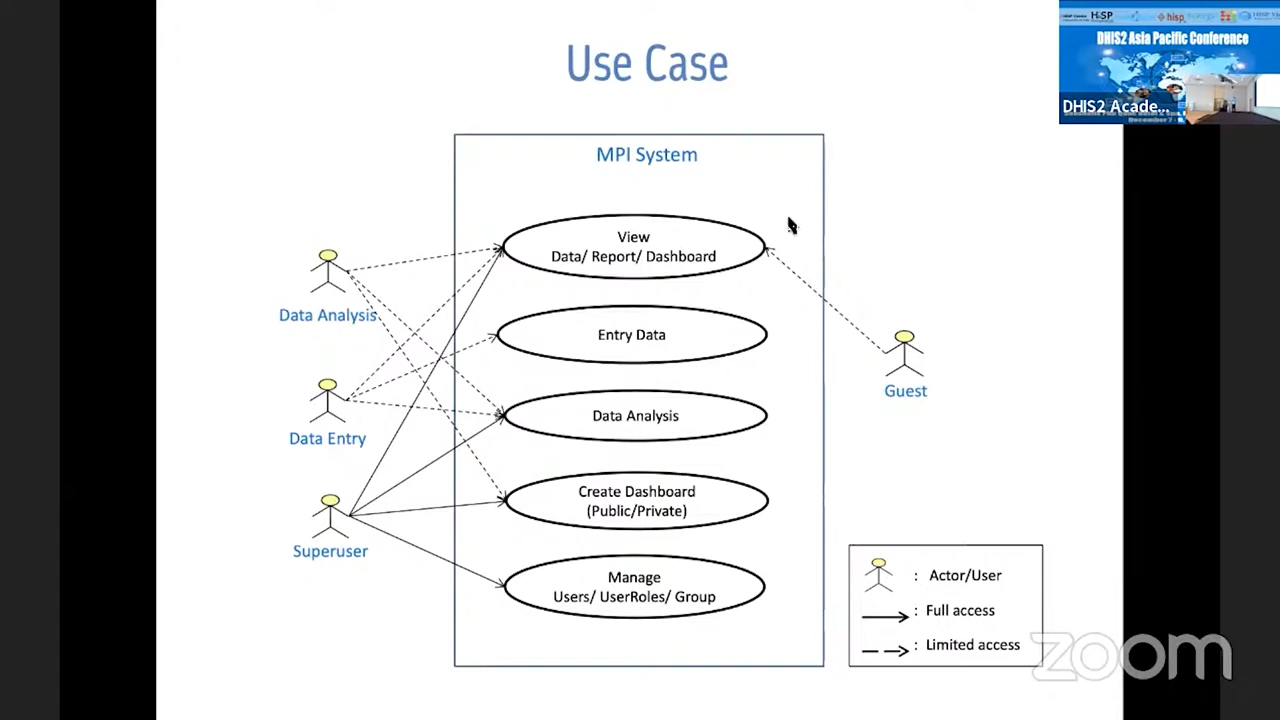 Use Case
HISP
hisp
DHIS2 Asia Pacific Conference
DHIS2 Acade...
MPI System
View
Data/ Report/ Dashboard
Entry Data
Data Analysis
Create Dashboard
(Public/Private)
Manage
Users/ UserRoles/ Group
Data Analysis
Data Entry
Superuser
Guest
: Actor/User
: Full access
: Limited access
zoom